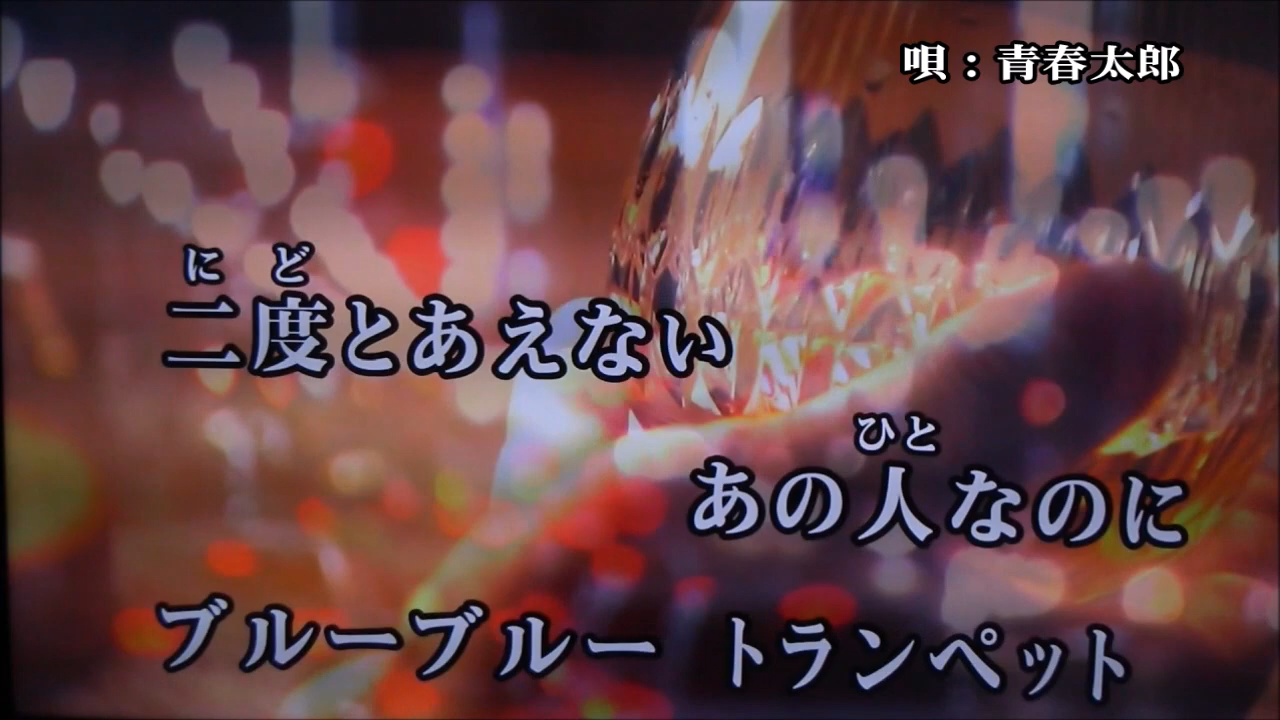 唄：青春太郎
にど
二度とあえない
ひと
あの人なのに
ブルーブルー トランペット